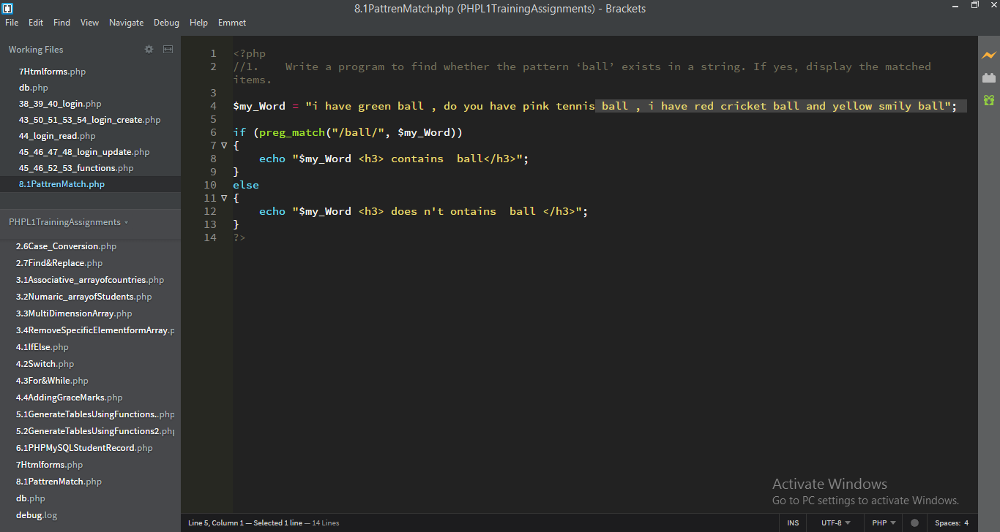 8.1PattrenMatch.php (PHPL1TrainingAssignments) - Brackets
File Edit Find View Navigate Debug Help Emmet
Working Files
7Htmlforms.php
db.php
38_39_40_login.php
43_50_51_53_54_login_create.php
44_login_read.php
45_46_47_48_login_update.php
45_46_52_53_functions.php
8.1PattrenMatch.php
PHPL1TrainingAssignments
2.6Case_Conversion.php
2.7Find&Replace.php
3.1Associative_arrayofcountries.php
3.2Numaric_arrayofStudents.php
3.3MultiDimensionArray.php
3.4RemoveSpecificElementformArray.p
4.1IfElse.php
4.2Switch.php
4.3For&While.php
4.4AddingGraceMarks.php
5.1GenerateTablesUsingFunctions..php
5.2GenerateTablesUsingFunctions2.php
6.1PHPMySQLStudentRecord.php
7Htmlforms.php
8.1PattrenMatch.php
db.php
debug.log
1 <?php
2 //1.    Write a program to find whether the pattern ‘ball’ exists in a string. If yes, display the matched
items.
3
4 $my_Word = "i have green ball , do you have pink tennis ball , i have red cricket ball and yellow smily ball";
5
6 if (preg_match("/ball/", $my_Word))
7 {
8     echo "$my_Word <h3> contains  ball</h3>";
9 }
10 else
11 {
12     echo "$my_Word <h3> does n't ontains  ball </h3>";
13 }
14 ?>
Activate Windows
Go to PC settings to activate Windows.
Line 5, Column 1 — Selected 1 line — 14 Lines
INS UTF-8 PHP Spaces: 4